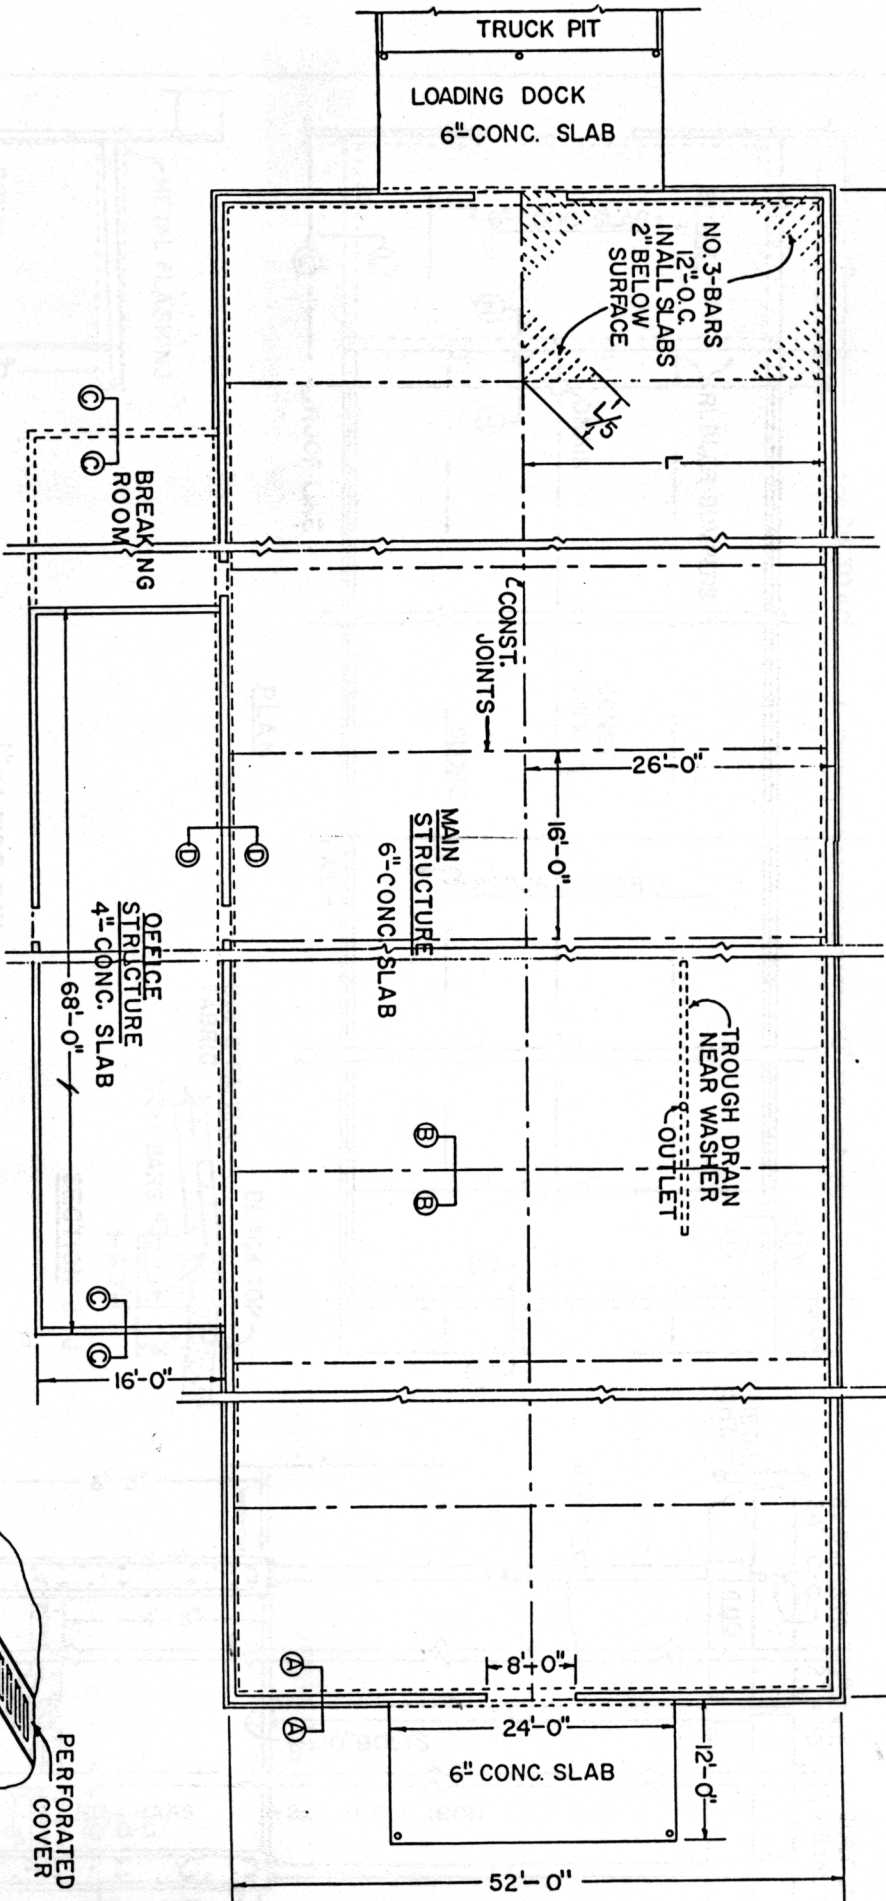 TRUCK PIT
LOADING DOCK
6"-CONC. SLAB
NO. 3-BARS
12" O.C.
IN ALL SLABS
2" BELOW
SURFACE
L/5
L
C
C
BREAKING
ROOM
CONST.
JOINTS
26'-0"
16'-0"
MAIN
STRUCTURE
6"-CONC. SLAB
D
D
OFFICE
STRUCTURE
4"-CONC. SLAB
68'-0"
TROUGH DRAIN
NEAR WASHER
OUTLET
B
B
C
C
16'-0"
A
A
8'-0"
24'-0"
12'-0"
6" CONC. SLAB
52'-0"
PERFORATED
COVER